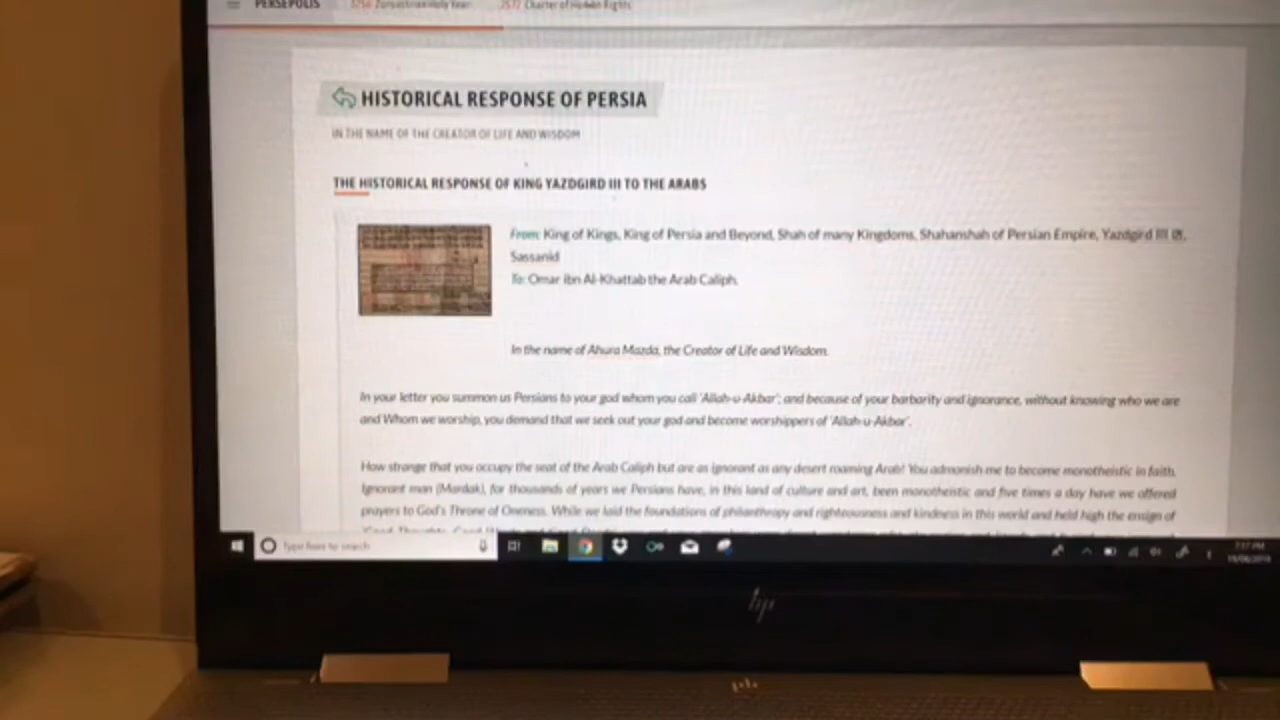 PERSEPOLIS Charter of Human Rights
HISTORICAL RESPONSE OF PERSIA
IN THE NAME OF THE CREATOR OF LIFE AND WISDOM
THE HISTORICAL RESPONSE OF KING YAZDGIRD III TO THE ARABS
From: King of Kings, King of Persia and Beyond, Shah of many Kingdoms, Shahanshah of Persian Empire, Yazdgird III
Sassanid
To: Omar ibn Al-Khattab the Arab Caliph.
In the name of Ahura Mazda, the Creator of Life and Wisdom.
In your letter you summon us Persians to your god whom you call 'Allah-u-Akbar'; and because of your barbarity and ignorance, without knowing who we are
and Whom we worship, you demand that we seek out your god and become worshippers of 'Allah-u-Akbar'.
How strange that you occupy the seat of the Arab Caliph but are as ignorant as any desert roaming Arab! You admonish me to become monotheistic in faith.
Ignorant man (Mardak), for thousands of years we Persians have, in this land of culture and art, been monotheistic and five times a day have we offered
prayers to God's Throne of Oneness. While we laid the foundations of philanthropy and righteousness and kindness in this world and held high the ensign of
Type here to search
hp